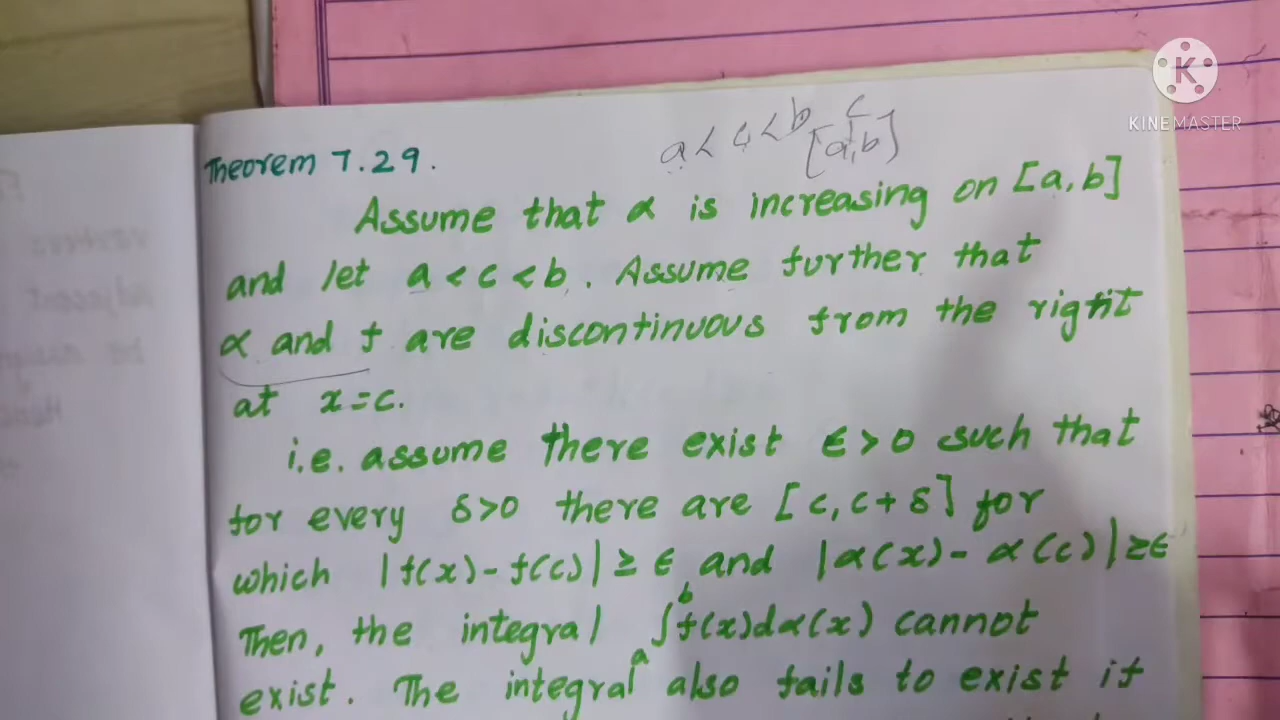 KINEMASTER
a < c < b [a,b] c
Theorem 7.29.
Assume that α is increasing on [a,b]
and let a < c < b. Assume further that
α and f are discontinuous from the right
at x=c.
i.e. assume there exist ϵ > 0 such that
for every δ>0 there are [c, c + δ] for
which |f(x) - f(c)| ≥ ϵ and |α(x) - α(c)| ≥ϵ
Then, the integral ∫ₐᵇ f(x)dα(x) cannot
exist. The integral also fails to exist if